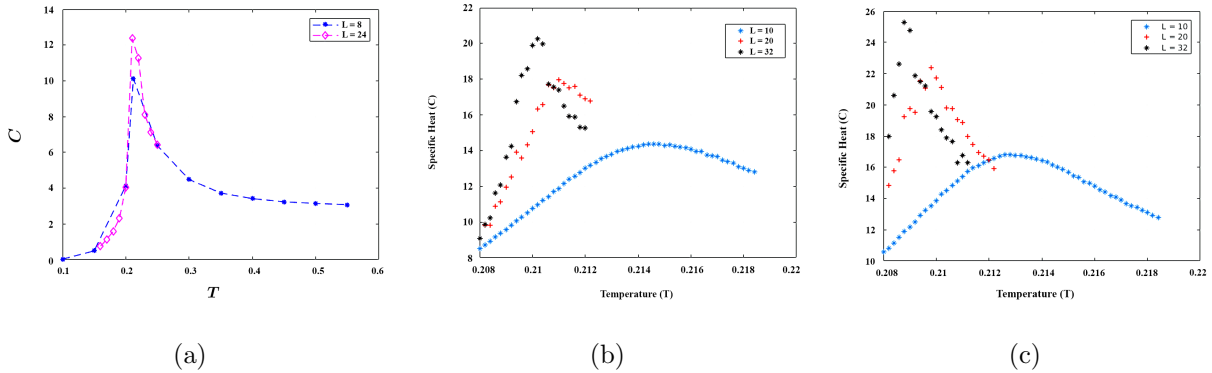 14
12
10
8
6
4
2
0
0.1
0.2
0.3
0.4
0.5
0.6
C
T
L = 8
L = 24
(a)
22
20
18
16
14
12
10
8
0.208
0.21
0.212
0.214
0.216
0.218
0.22
Specific Heat (C)
Temperature (T)
L = 10
L = 20
L = 32
(b)
26
24
22
20
18
16
14
12
10
0.208
0.21
0.212
0.214
0.216
0.218
0.22
Specific Heat (C)
Temperature (T)
L = 10
L = 20
L = 32
(c)